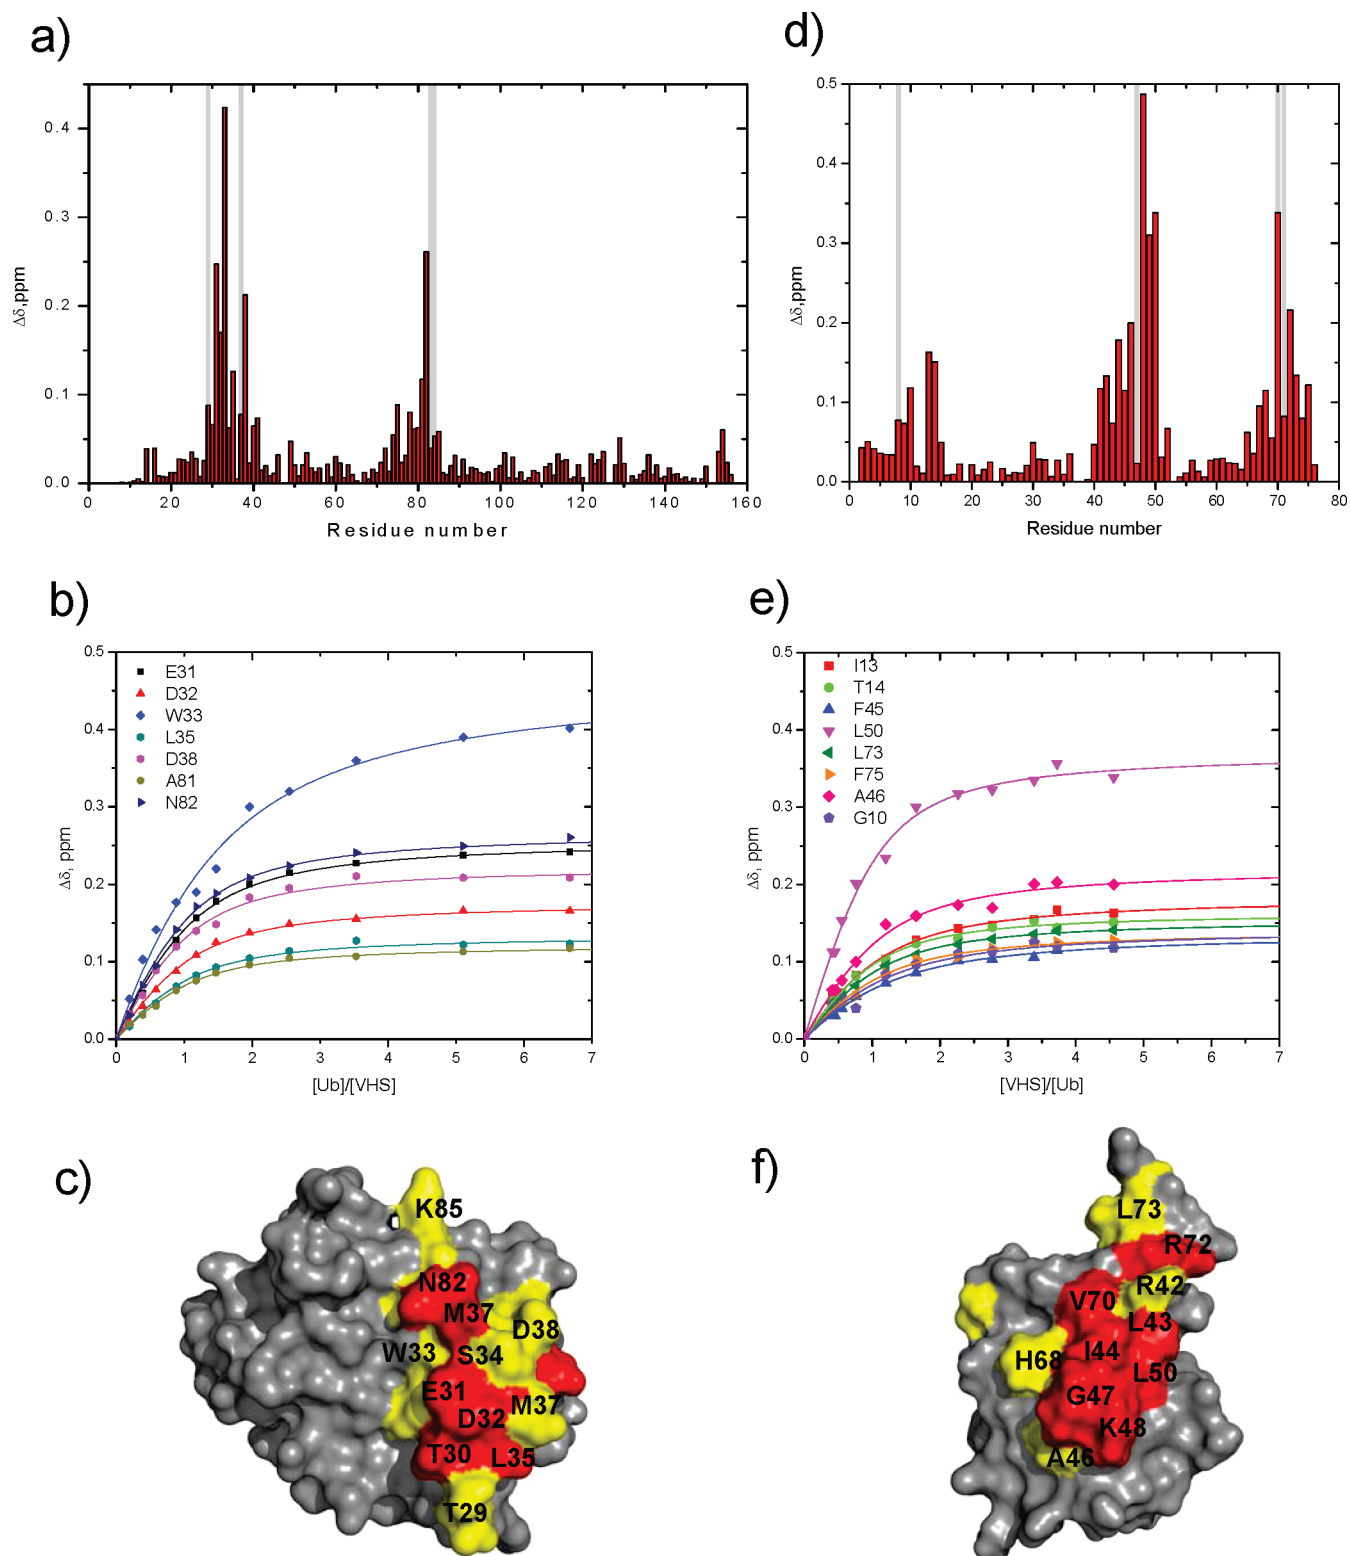 a)
0.4
0.3
0.2
0.1
0.0
Δδ,ppm
0 20 40 60 80 100 120 140 160
Residue number
d)
0.5
0.4
0.3
0.2
0.1
0.0
Δδ,ppm
0 10 20 30 40 50 60 70 80
Residue number
b)
0.5
0.4
0.3
0.2
0.1
0.0
Δδ, ppm
E31
D32
W33
L35
D38
A81
N82
0 1 2 3 4 5 6 7
[Ub]/[VHS]
e)
0.5
0.4
0.3
0.2
0.1
0.0
Δδ, ppm
I13
T14
F45
L50
L73
F75
A46
G10
0 1 2 3 4 5 6 7
[VHS]/[Ub]
c)
K85
N82
M37
D38
W33 S34
E31
M37
D32
T30 L35
T29
f)
L73
R72
R42
V70
L43
I44
H68
L50
G47
K48
A46